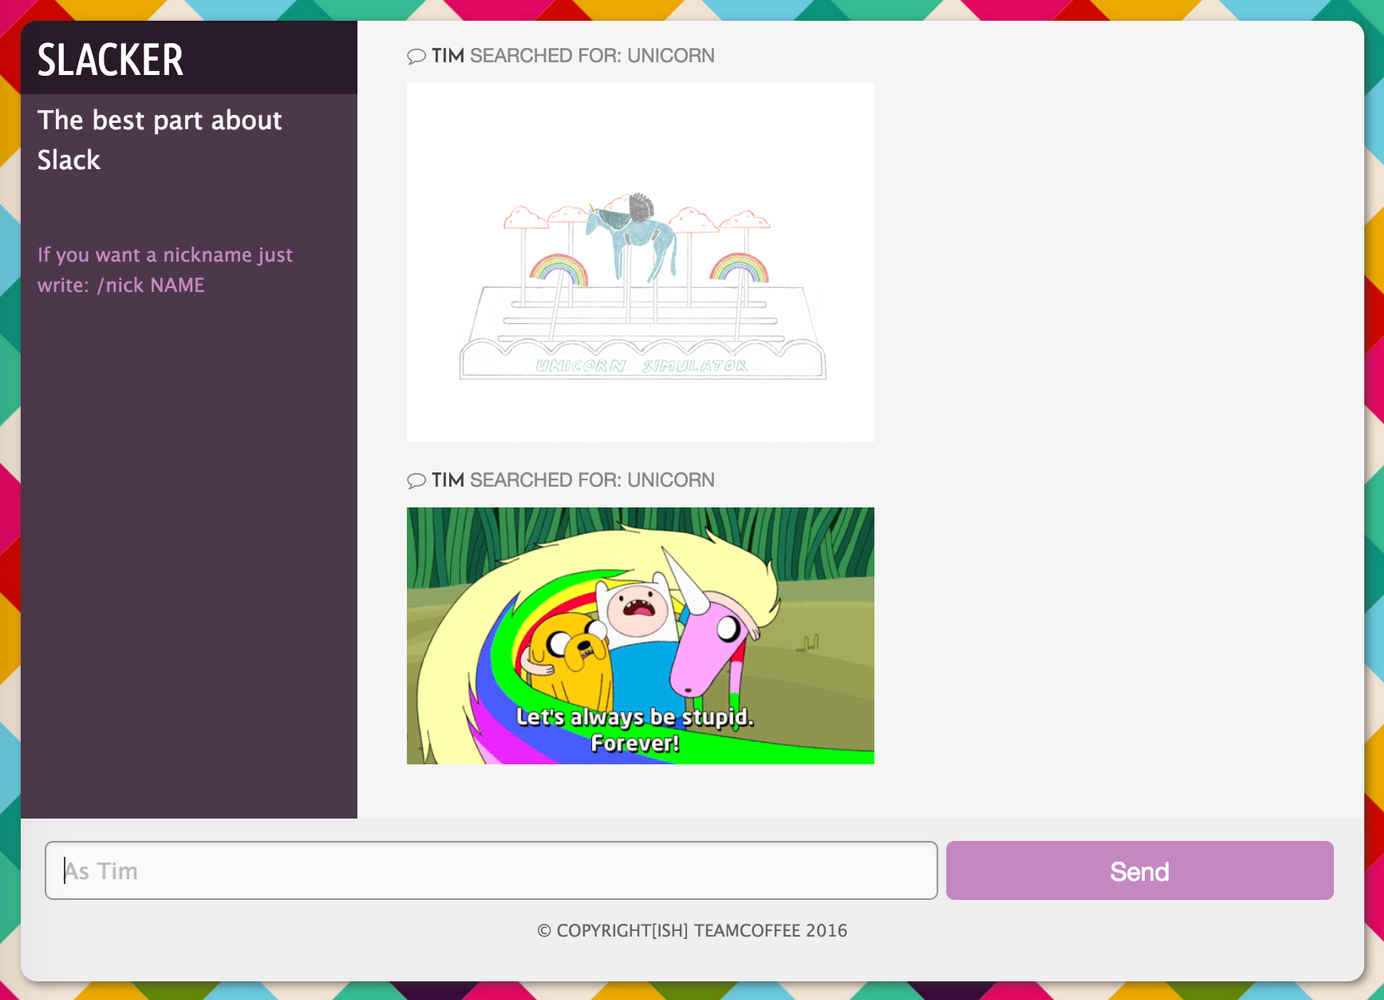 SLACKER
The best part about
Slack
If you want a nickname just
write: /nick NAME
TIM SEARCHED FOR: UNICORN
UNICORN SIMULATOR
TIM SEARCHED FOR: UNICORN
Let's always be stupid.
Forever!
As Tim
Send
© COPYRIGHT[ISH] TEAMCOFFEE 2016